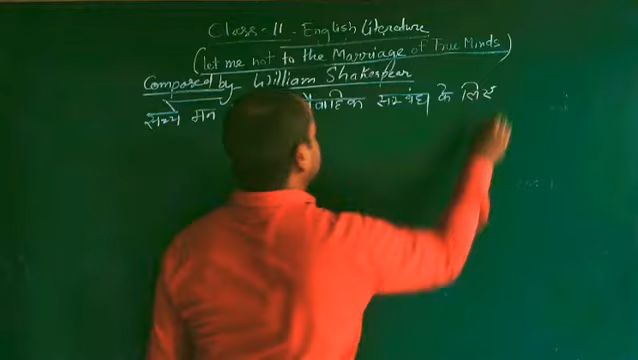 Class-11 - English Literature
(Let me not to the Marriage of True Minds)
Composed by William Shakespear
सच्चे मन वैवाहिक सम्बंध के लिए